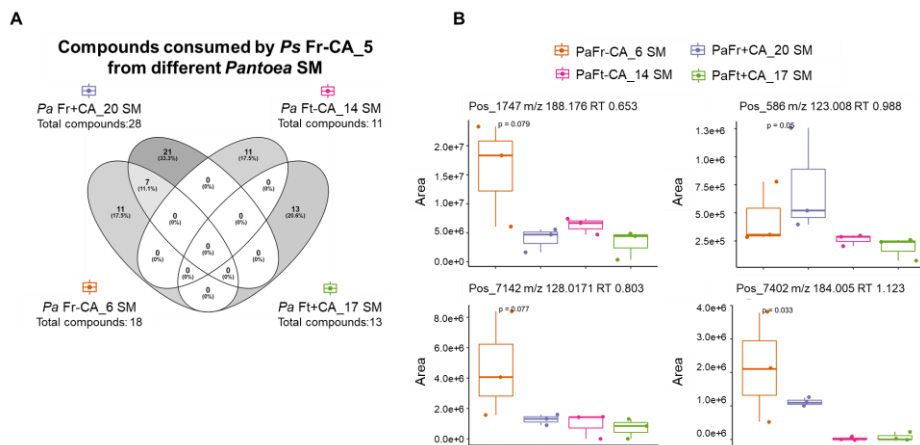 A
Compounds consumed by Ps Fr-CA_5
from different Pantoea SM
Pa Fr+CA_20 SM
Total compounds:28
Pa Ft-CA_14 SM
Total compounds: 11
21
(33.3%)
11
(17.5%)
7
(11.1%)
0
(0%)
0
(0%)
11
(17.5%)
0
(0%)
0
(0%)
13
(20.6%)
0
(0%)
0
(0%)
0
(0%)
0
(0%)
0
(0%)
0
(0%)
Pa Fr-CA_6 SM
Total compounds: 18
Pa Ft+CA_17 SM
Total compounds: 13
B
PaFr-CA_6 SM
PaFr+CA_20 SM
PaFt-CA_14 SM
PaFt+CA_17 SM
Pos_1747 m/z 188.176 RT 0.653
p = 0.079
2.0e+7
1.5e+7
1.0e+7
5.0e+6
0.0e+0
Area
Pos_586 m/z 123.008 RT 0.988
p = 0.05
1.3e+6
1.0e+6
7.5e+5
5.0e+5
2.5e+5
Area
Pos_7142 m/z 128.0171 RT 0.803
p = 0.077
8.0e+6
6.0e+6
4.0e+6
2.0e+6
0.0e+0
Area
Pos_7402 m/z 184.005 RT 1.123
p = 0.033
4.0e+6
3.0e+6
2.0e+6
1.0e+6
0.0e+6
Area